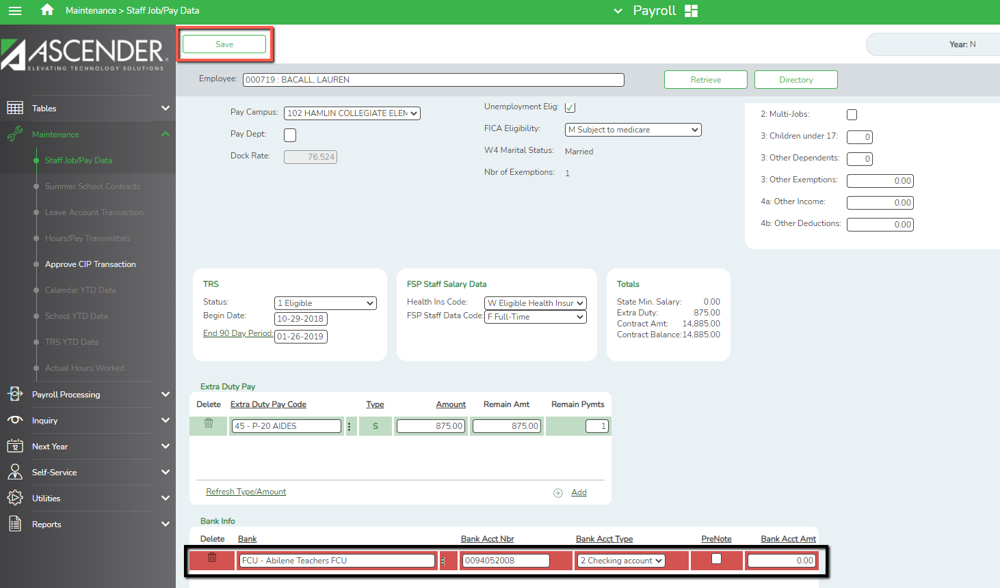 Maintenance > Staff Job/Pay Data
Payroll
ASCENDER
ELEVATING TECHNOLOGY SOLUTIONS
Tables
Maintenance
Staff Job/Pay Data
Summer School Contracts
Leave Account Transaction
Hours/Pay Transmittals
Approve CIP Transaction
Calendar YTD Data
School YTD Data
TRS YTD Data
Actual Hours Worked
Payroll Processing
Inquiry
12
Next Year
Self-Service
Utilities
Reports
Save
Year: N
Employee: 000719 : BACALL, LAUREN
Retrieve
Directory
Pay Campus: 102 HAMLIN COLLEGIATE ELEM
Pay Dept:
Dock Rate: 76.524
Unemployment Elig:
FICA Eligibility: M Subject to medicare
W4 Marital Status: Married
Nbr of Exemptions: 1
2: Multi-Jobs:
3: Children under 17: 0
3: Other Dependents: 0
3: Other Exemptions: 0.00
4a: Other Income: 0.00
4b: Other Deductions: 0.00
TRS
Status: 1 Eligible
Begin Date: 10-29-2018
End 90 Day Period: 01-26-2019
FSP Staff Salary Data
Health Ins Code: W Eligible Health Insur
FSP Staff Data Code: F Full-Time
Totals
State Min. Salary: 0.00
Extra Duty: 875.00
Contract Amt: 14,885.00
Contract Balance: 14,885.00
Extra Duty Pay
Delete Extra Duty Pay Code Type Amount Remain Amt Remain Pymts
45 - P-20 AIDES S 875.00 875.00 1
Refresh Type/Amount Add
Bank Info
Delete Bank Bank Acct Nbr Bank Acct Type PreNote Bank Acct Amt
FCU - Abilene Teachers FCU 0094052008 2 Checking account 0.00